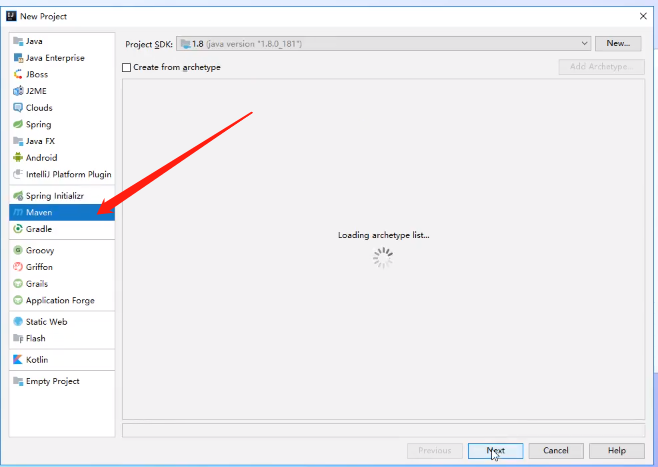 New Project
Java
Java Enterprise
JBoss
J2ME
Clouds
Spring
Java FX
Android
IntelliJ Platform Plugin
Spring Initializr
Maven
Gradle
Groovy
Griffon
Grails
Application Forge
Static Web
Flash
Kotlin
Empty Project
Project SDK: 1.8 (java version "1.8.0_181") New...
Create from archetype Add Archetype...
Loading archetype list...
Previous Next Cancel Help